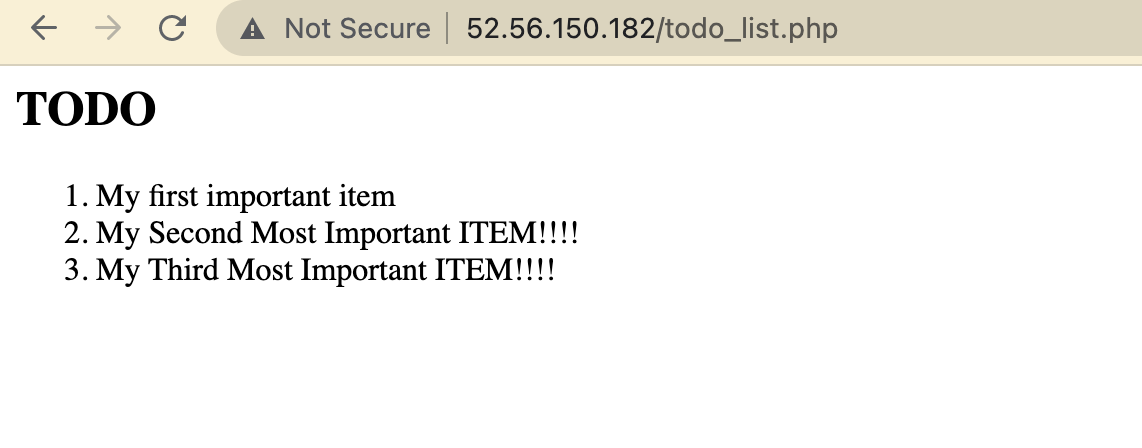 Not Secure 52.56.150.182/todo_list.php
TODO
1. My first important item
2. My Second Most Important ITEM!!!!
3. My Third Most Important ITEM!!!!